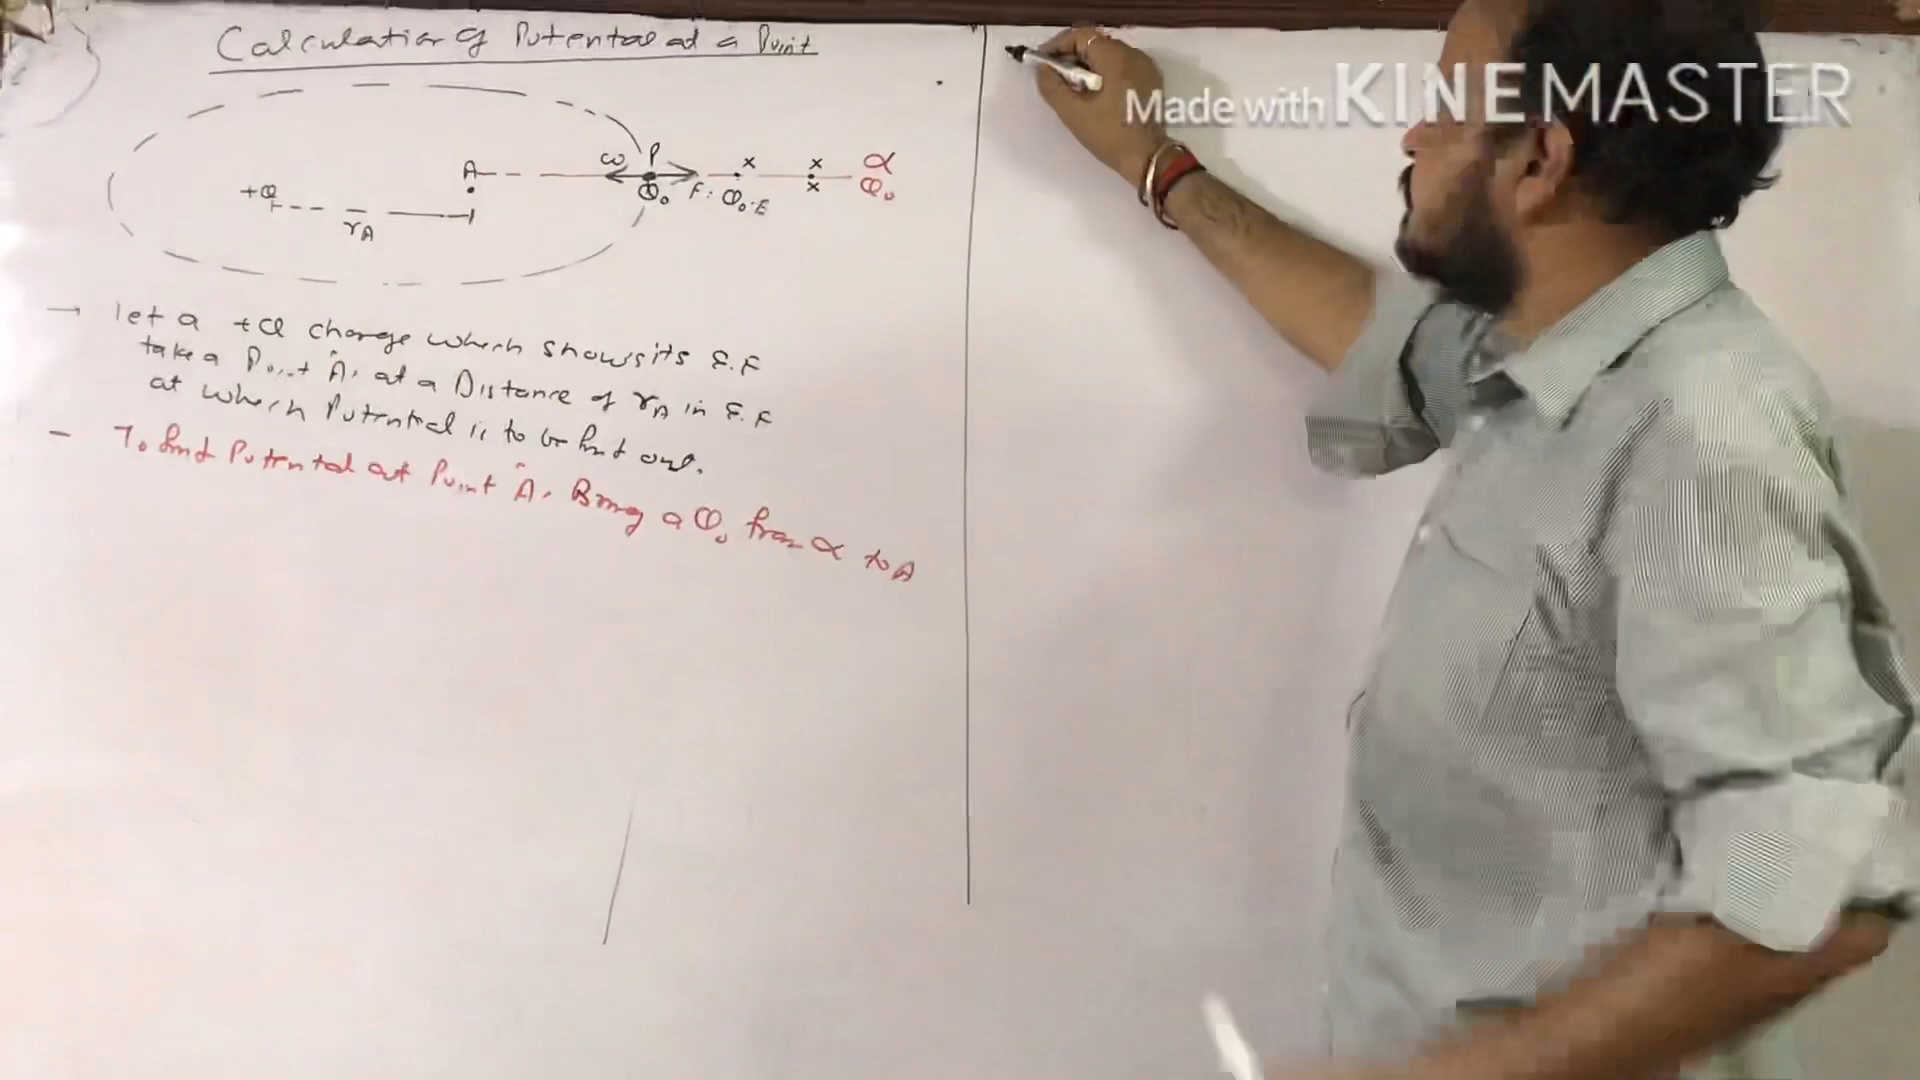 Calculation of Potential at a Point
A
ω
P
x
x
α
+Q
Q₀
F = Q₀.E
x
Q₀
rA
→ let a +Q charge which shows its E.F
take a Point 'A' at a Distance of rA in E.F
at which Potential is to be find out.
- To find Potential at Point 'A' Bring a Q₀ from α to A
Made with KINEMASTER